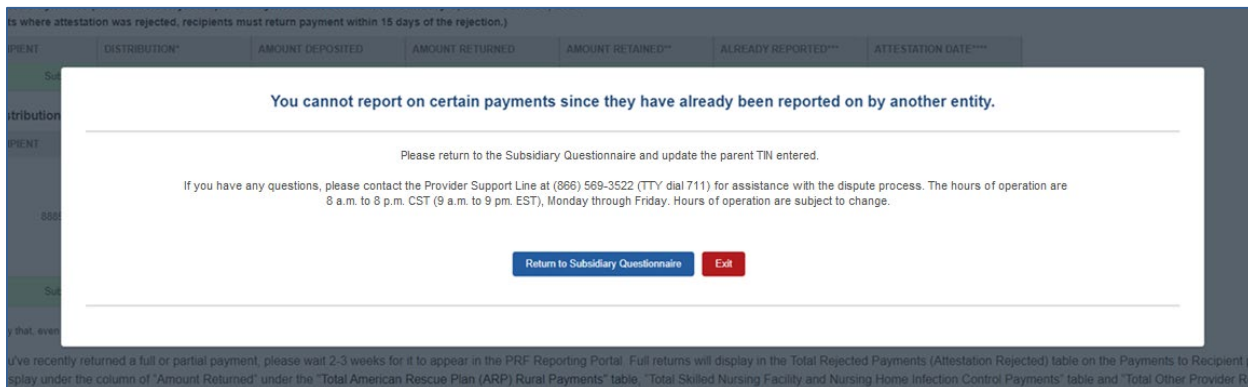 ts where attestation was rejected, recipients must return payment within 15 days of the rejection.)
IPIENT DISTRIBUTION* AMOUNT DEPOSITED AMOUNT RETURNED AMOUNT RETAINED** ALREADY REPORTED*** ATTESTATION DATE****
Sub
You cannot report on certain payments since they have already been reported on by another entity.
stribution
IPIENT
Please return to the Subsidiary Questionnaire and update the parent TIN entered.
If you have any questions, please contact the Provider Support Line at (866) 569-3522 (TTY dial 711) for assistance with the dispute process. The hours of operation are
8 a.m. to 8 p.m. CST (9 a.m. to 9 pm. EST), Monday through Friday. Hours of operation are subject to change.
8885
Return to Subsidiary Questionnaire Exit
Sub
y that, even
u've recently returned a full or partial payment, please wait 2-3 weeks for it to appear in the PRF Reporting Portal. Full returns will display in the Total Rejected Payments (Attestation Rejected) table on the Payments to Recipient
splay under the column of "Amount Returned" under the "Total American Rescue Plan (ARP) Rural Payments" table, "Total Skilled Nursing Facility and Nursing Home Infection Control Payments" table and "Total Other Provider R